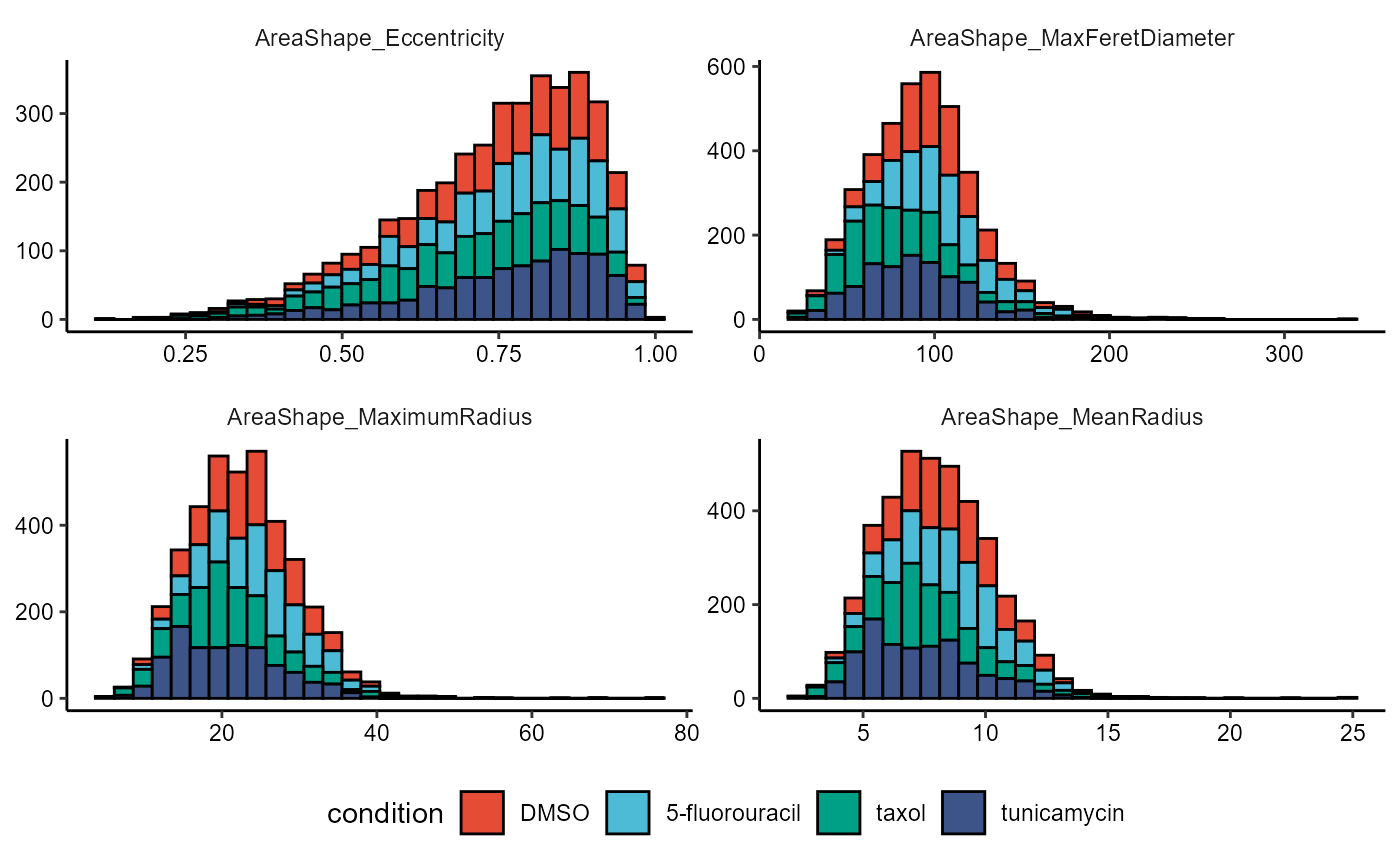 AreaShape_Eccentricity
AreaShape_MaxFeretDiameter
300
200
100
0
0.25 0.50 0.75 1.00
600
400
200
0
0 100 200 300
AreaShape_MaximumRadius
AreaShape_MeanRadius
400
200
0
20 40 60 80
400
200
0
5 10 15 20 25
condition DMSO 5-fluorouracil taxol tunicamycin